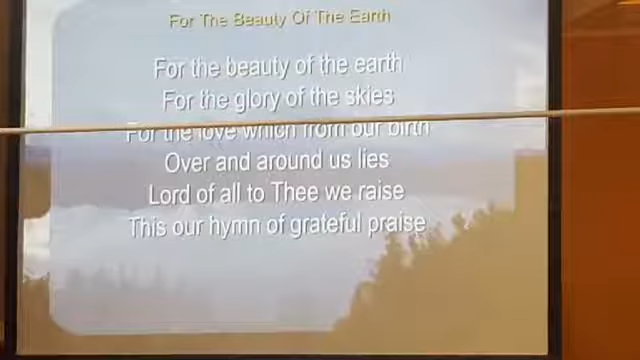 For The Beauty Of The Earth
For the beauty of the earth
For the glory of the skies
For the love which from our birth
Over and around us lies
Lord of all to Thee we raise
This our hymn of grateful praise